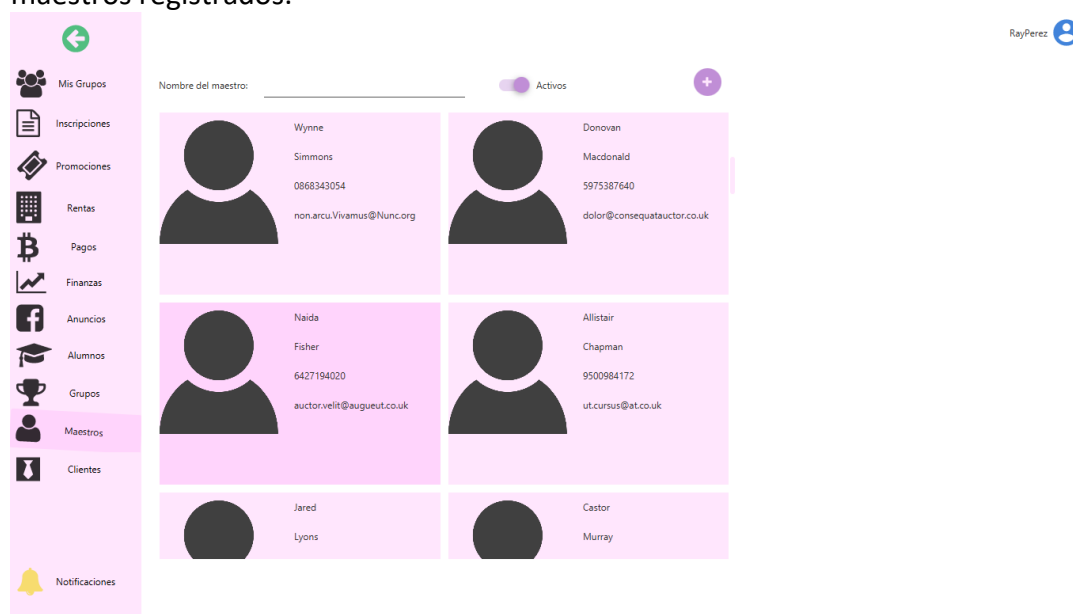 maestros registrados.
RayPerez
Mis Grupos
Inscripciones
Promociones
Rentas
Pagos
Finanzas
Anuncios
Alumnos
Grupos
Maestros
Clientes
Notificaciones
Nombre del maestro:
Activos
Wynne
Simmons
0868343054
non.arcu.Vivamus@Nunc.org
Donovan
Macdonald
5975387640
dolor@consequatauctor.co.uk
Naida
Fisher
6427194020
auctor.velit@augueut.co.uk
Allistair
Chapman
9500984172
ut.cursus@at.co.uk
Jared
Lyons
Castor
Murray